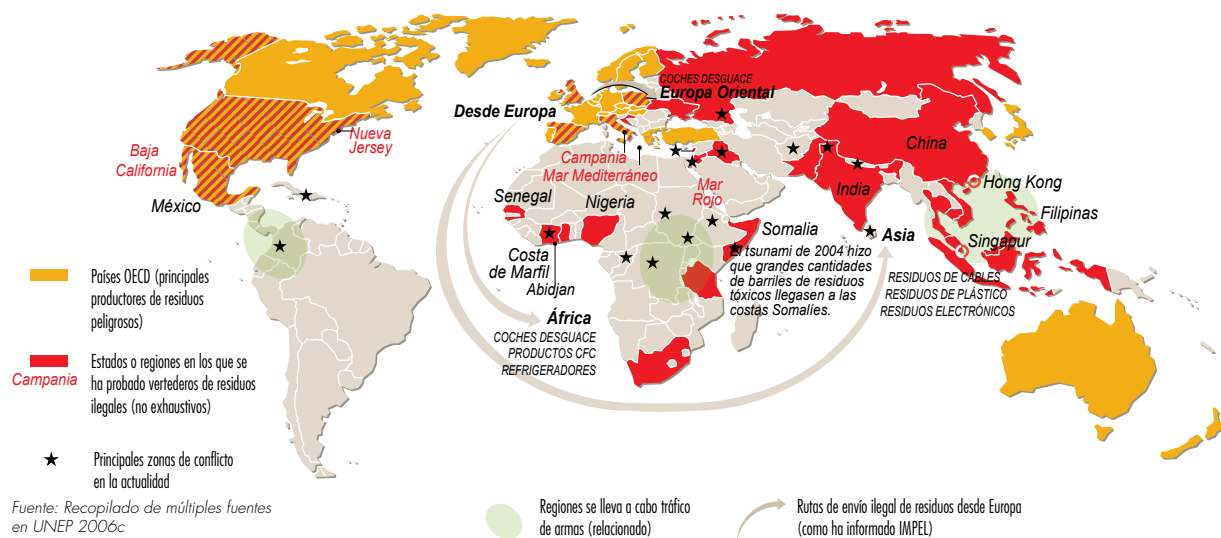 COCHES DESGUACE
Europa Oriental
Desde Europa
Nueva
Jersey
Baja
California
México
Campania
Mar Mediterráneo
Mar
Rojo
China
India
Hong Kong
Filipinas
Singapur
Asia
RESIDUOS DE CABLES
RESIDUOS DE PLÁSTICO
RESIDUOS ELECTRÓNICOS
Senegal
Nigeria
Somalia
Costa
de Marfil
Abidjan
El tsunami de 2004 hizo
que grandes cantidades
de barriles de residuos
tóxicos llegasen a las
costas Somalíes.
África
COCHES DESGUACE
PRODUCTOS CFC
REFRIGERADORES
Países OECD (principales
productores de residuos
peligrosos)
Campania
Estados o regiones en los que se
ha probado vertederos de residuos
ilegales (no exhaustivos)
Principales zonas de conflicto
en la actualidad
Fuente: Recopilado de múltiples fuentes
en UNEP 2006c
Regiones se lleva a cabo tráfico
de armas (relacionado)
Rutas de envío ilegal de residuos desde Europa
(como ha informado IMPEL)